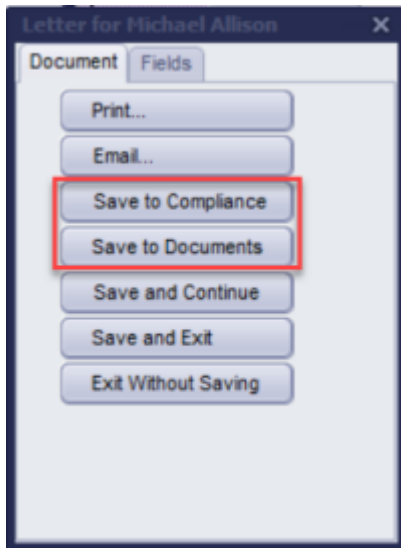 Letter for Michael Allison
Document Fields
Print...
Email...
Save to Compliance
Save to Documents
Save and Continue
Save and Exit
Exit Without Saving